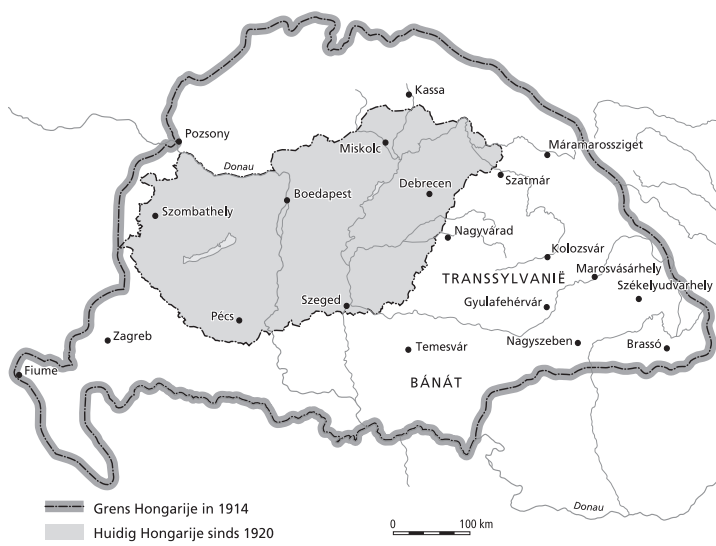 Kassa
Pozsony
Miskolc
Máramarossziget
Donau
Szatmár
Debrecen
Boedapest
Szombathely
Nagyvárad
Kolozsvár
TRANSSYLVANIË
Marosvásárhely
Székelyudvarhely
Szeged
Gyulafehérvár
Pécs
Zagreb
Nagyszeben
Brassó
Temesvár
Fiume
BÁNÁT
Grens Hongarije in 1914
Donau
Huidig Hongarije sinds 1920
0 100 km